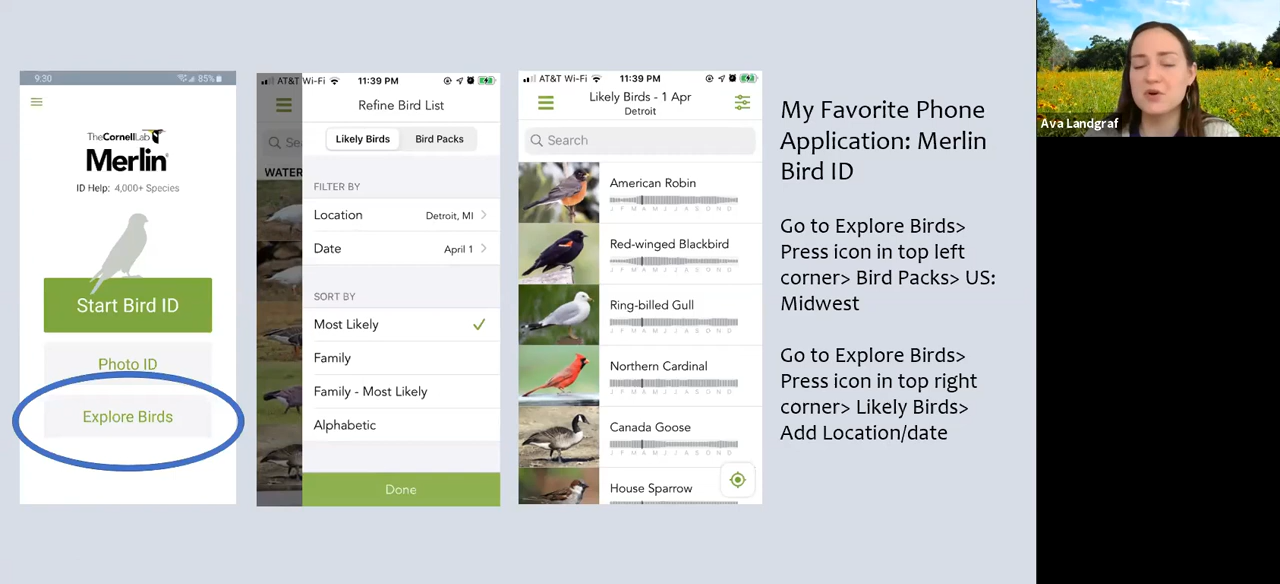 9:30
85%
TheCornellLab
Merlin
ID Help: 4,000+ Species
Start Bird ID
Photo ID
Explore Birds
AT&T Wi-Fi
11:39 PM
Sea
WATER
Refine Bird List
Likely Birds
Bird Packs
FILTER BY
Location Detroit, MI
Date April 1
SORT BY
Most Likely
Family
Family - Most Likely
Alphabetic
Done
AT&T Wi-Fi
11:39 PM
Likely Birds - 1 Apr
Detroit
Search
American Robin
J F M A M J J A S O N D
Red-winged Blackbird
J F M A M J J A S O N D
Ring-billed Gull
J F M A M J J A S O N D
Northern Cardinal
J F M A M J J A S O N D
Canada Goose
J F M A M J J A S O N D
House Sparrow
My Favorite Phone
Application: Merlin
Bird ID
Go to Explore Birds>
Press icon in top left
corner> Bird Packs> US:
Midwest
Go to Explore Birds>
Press icon in top right
corner> Likely Birds>
Add Location/date
Ava Landgraf